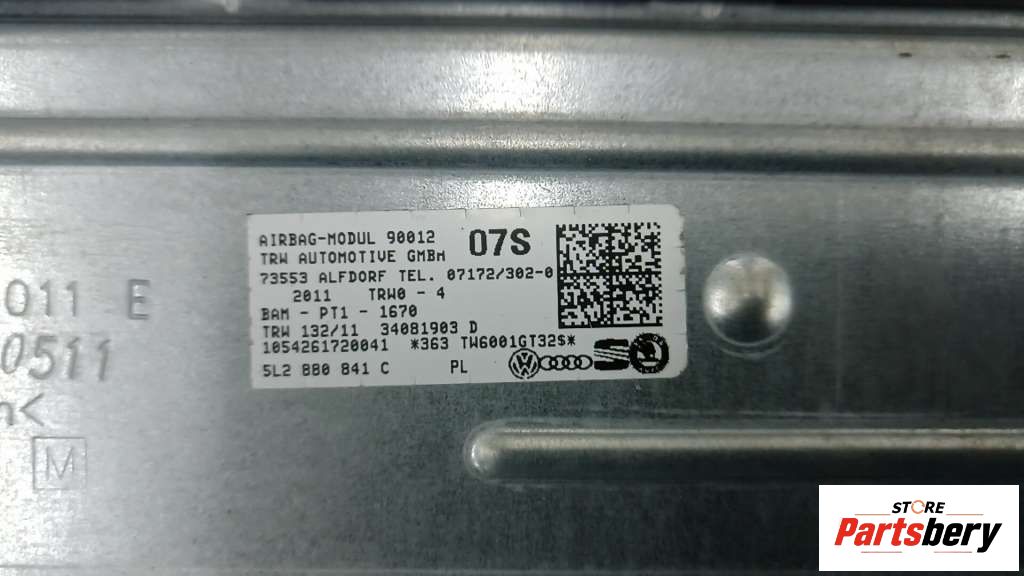 AIRBAG-MODUL 90012 07S
TRW AUTOMOTIVE GMBH
73553 ALFDORF TEL. 07172/302-0
2011 TRW0 - 4
BAM - PT1 - 1670
TRW 132/11 34081903 D
1054261720041 *363 TW6001GT32$*
5L2 880 841 C PL
011 E
0511
M
STORE
Partsbery